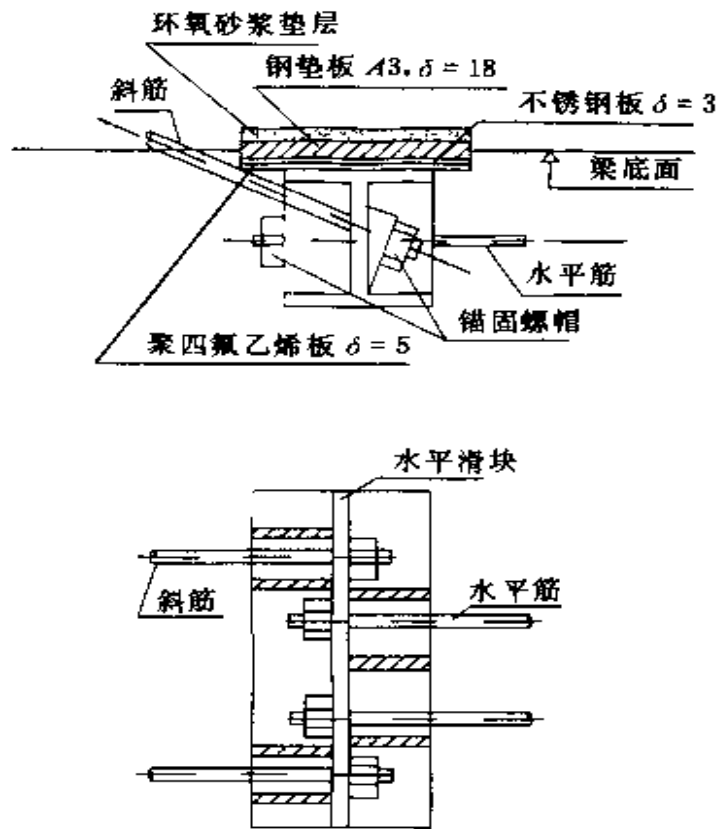 环氧砂浆垫层
钢垫板 A3, δ = 18
斜筋
不锈钢板 δ = 3
梁底面
水平筋
锚固螺帽
聚四氟乙烯板 δ = 5
水平滑块
斜筋
水平筋